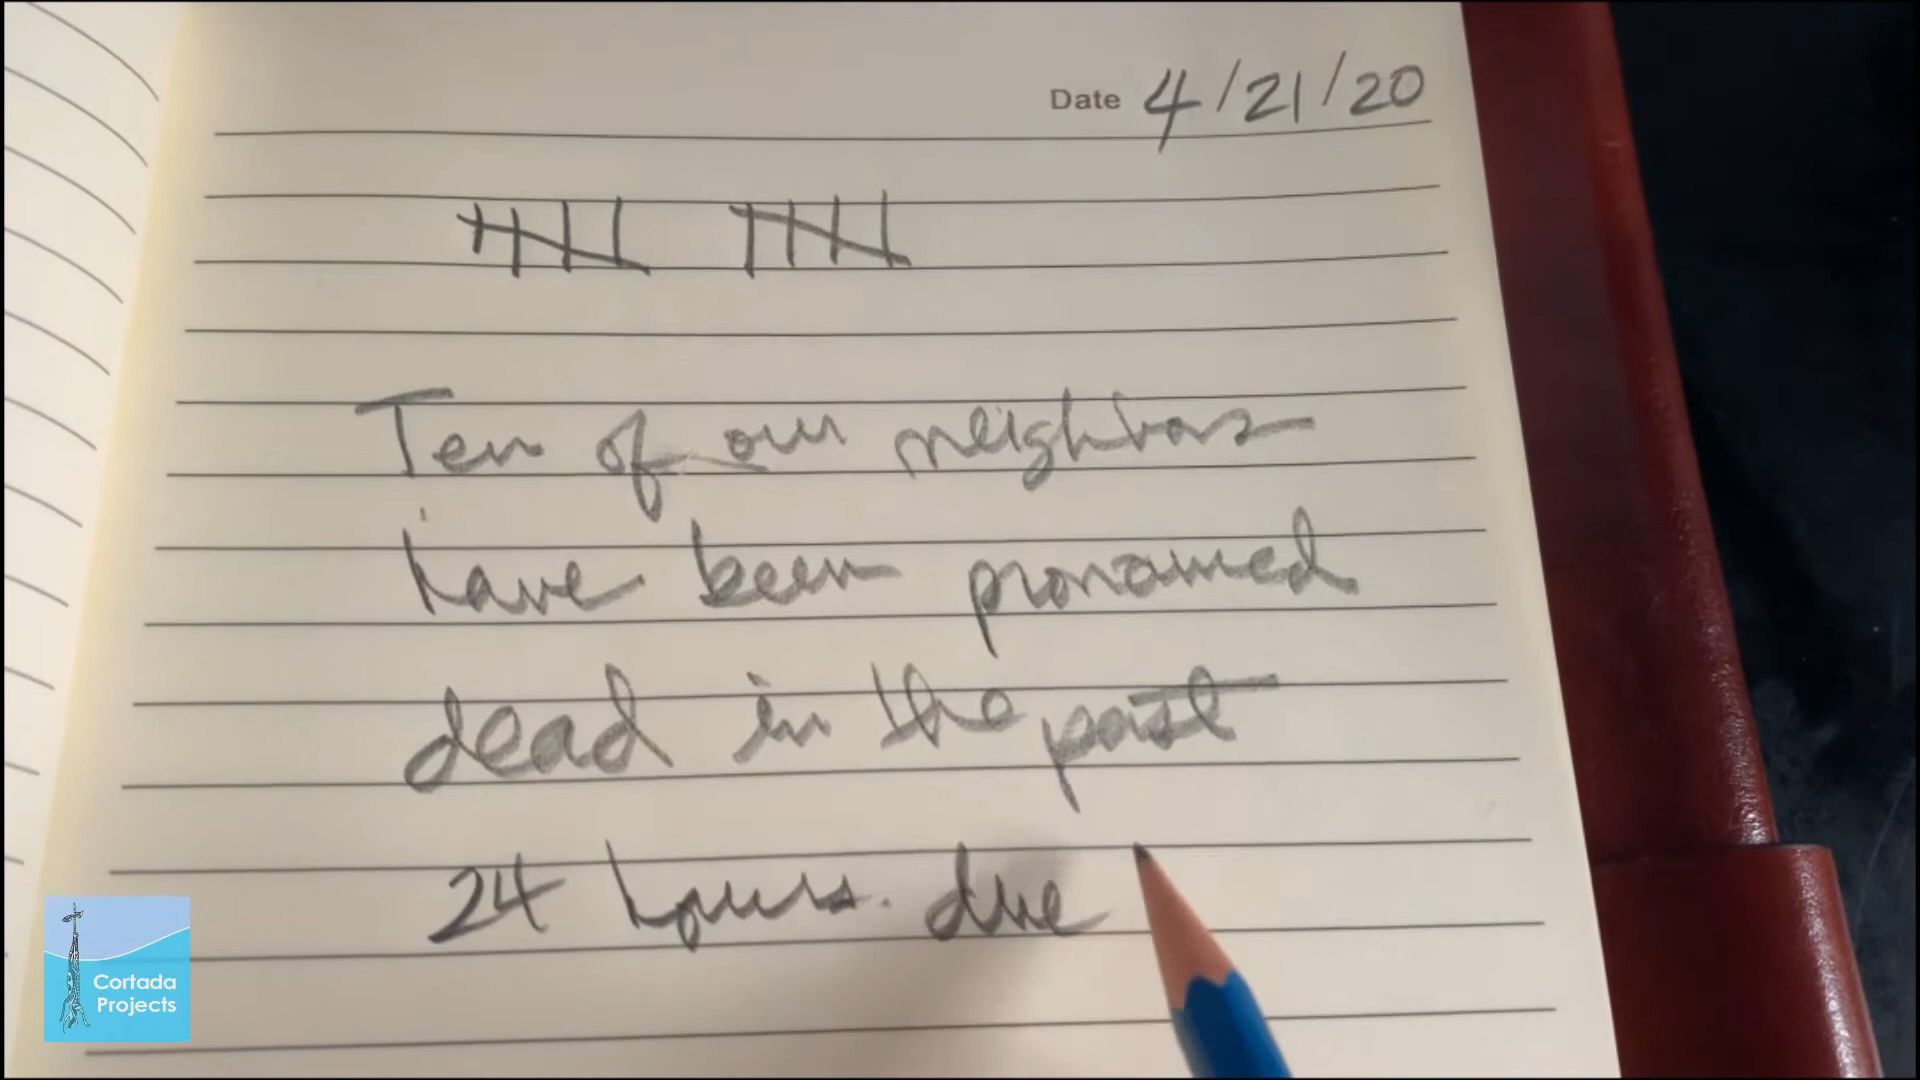 Date 4/21/20
Ten of our neighbors
have been pronounced
dead in the past
24 hours. due
Cortada
Projects